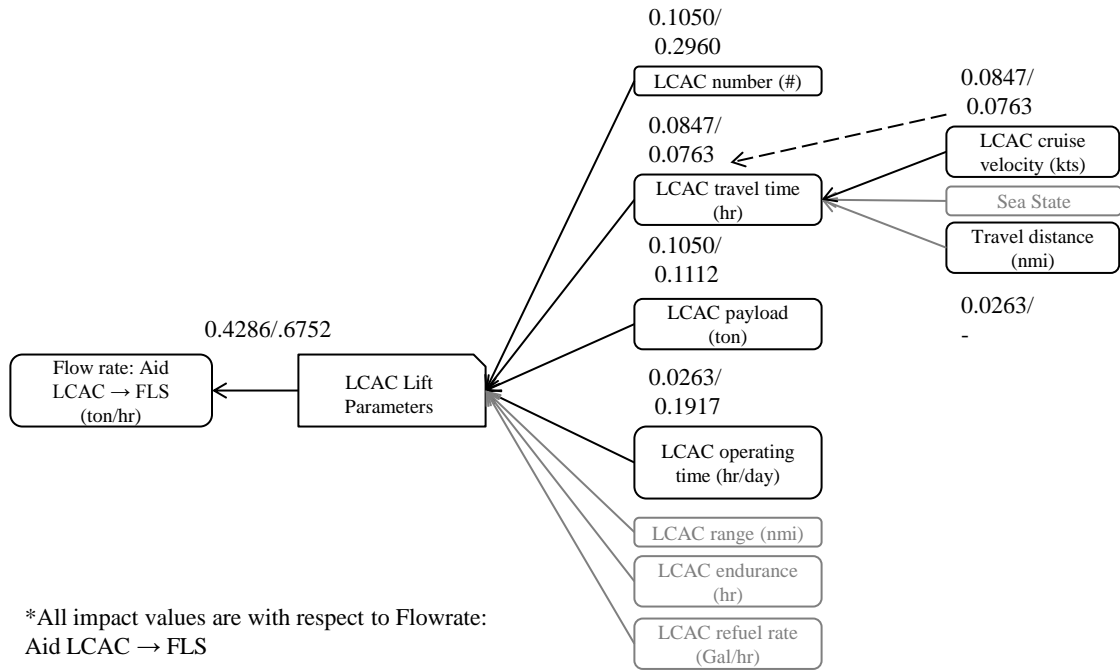 0.1050/
0.2960
LCAC number (#)
0.0847/
0.0763
0.0847/
0.0763
LCAC cruise
velocity (kts)
LCAC travel time
(hr)
Sea State
Travel distance
(nmi)
0.1050/
0.1112
0.0263/
-
LCAC payload
(ton)
0.4286/.6752
Flow rate: Aid
LCAC → FLS
(ton/hr)
LCAC Lift
Parameters
0.0263/
0.1917
LCAC operating
time (hr/day)
LCAC range (nmi)
LCAC endurance
(hr)
LCAC refuel rate
(Gal/hr)
*All impact values are with respect to Flowrate:
Aid LCAC → FLS